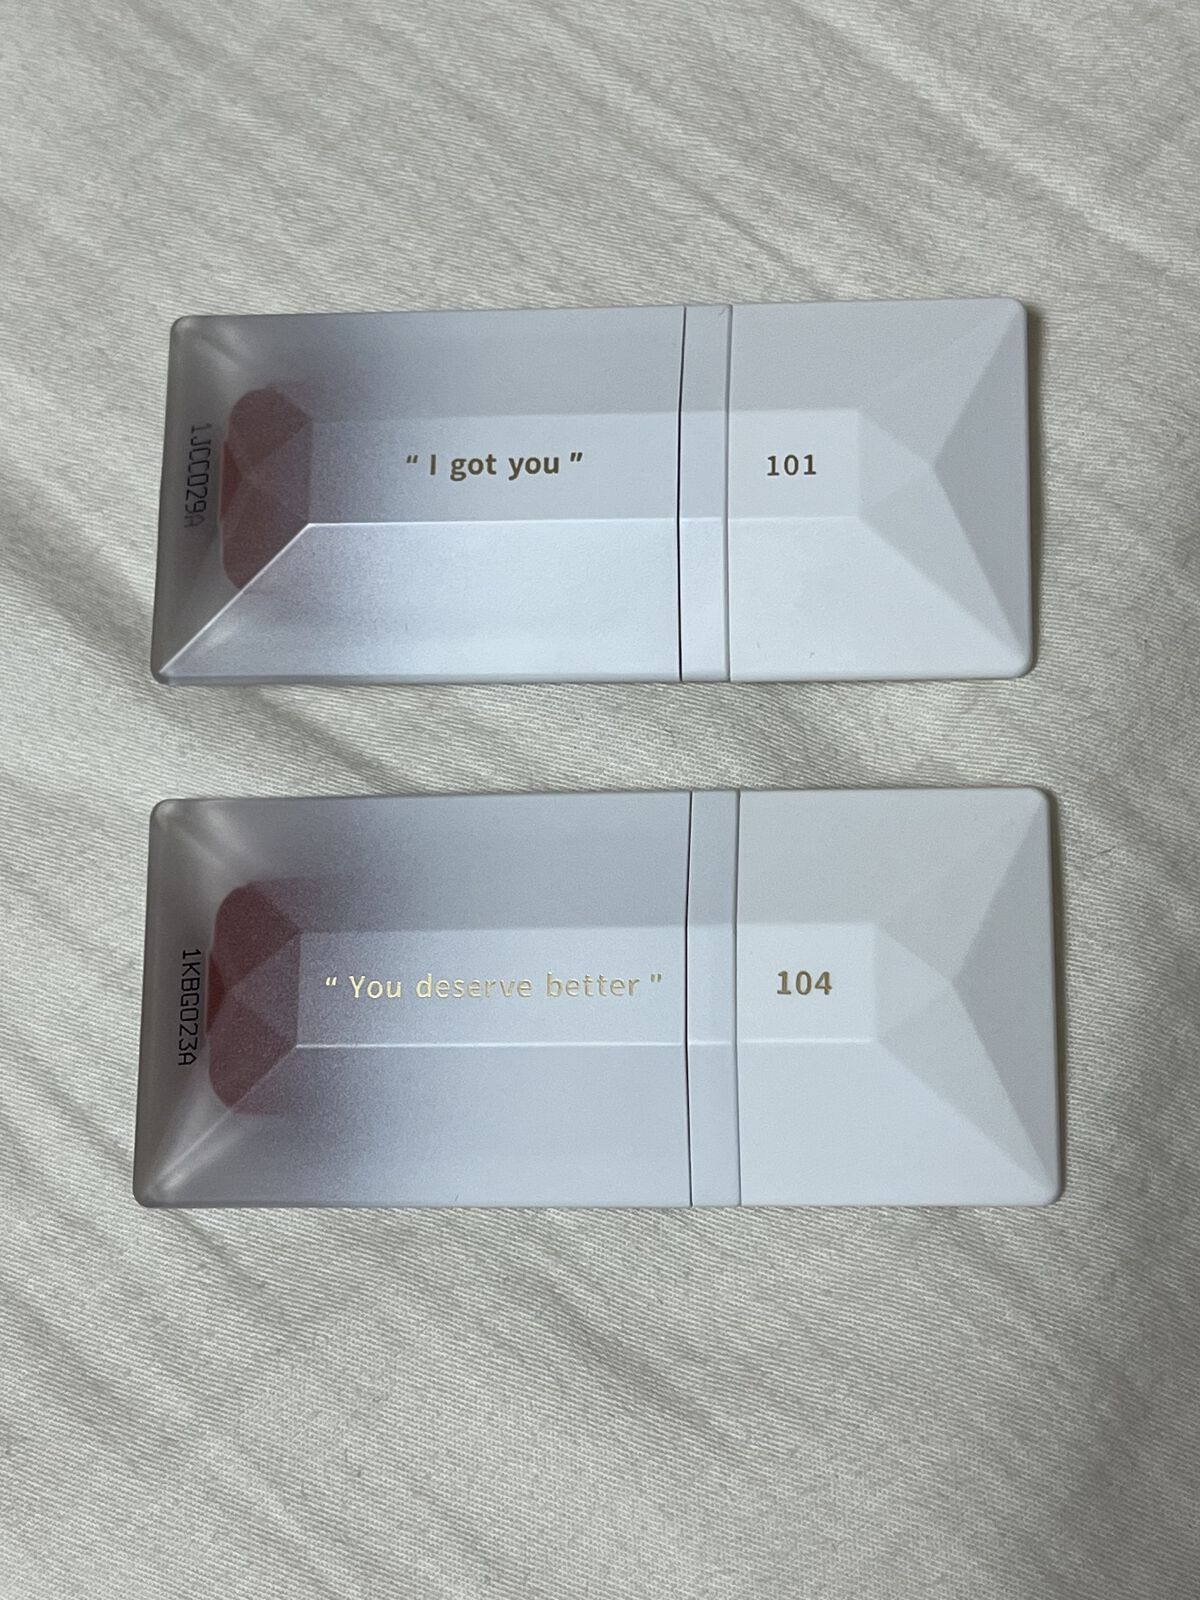 1JCC029A
“ I got you ”
101
1KBG023A
“ You deserve better ”
104